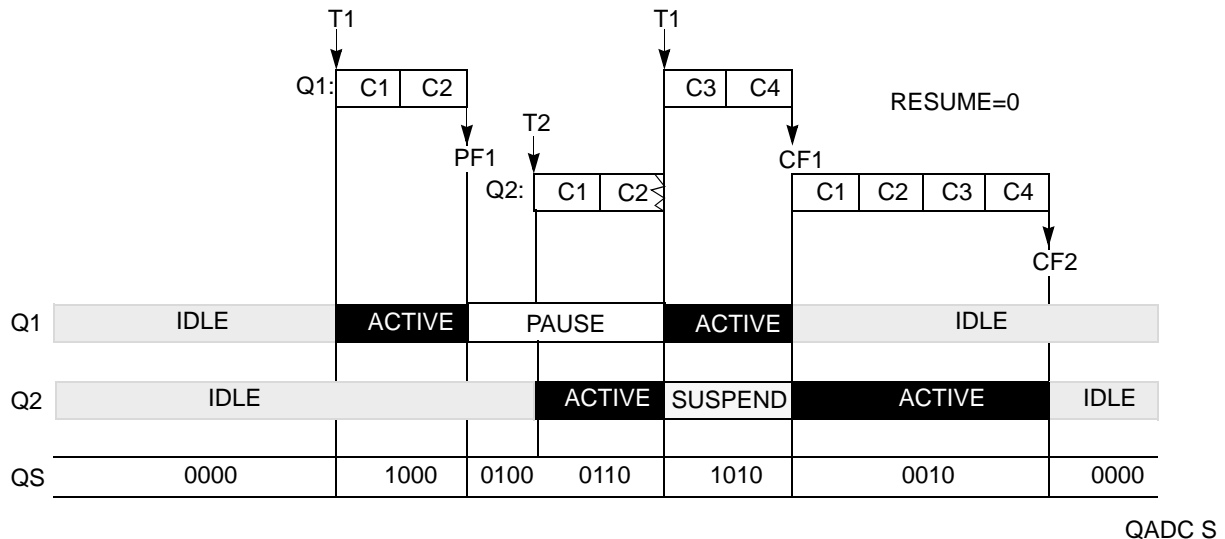 T1 T1
Q1: C1 C2 C3 C4 RESUME=0
T2
PF1 CF1
Q2: C1 C2 C1 C2 C3 C4
CF2
Q1 IDLE ACTIVE PAUSE ACTIVE IDLE
Q2 IDLE ACTIVE SUSPEND ACTIVE IDLE
QS 0000 1000 0100 0110 1010 0010 0000
QADC S